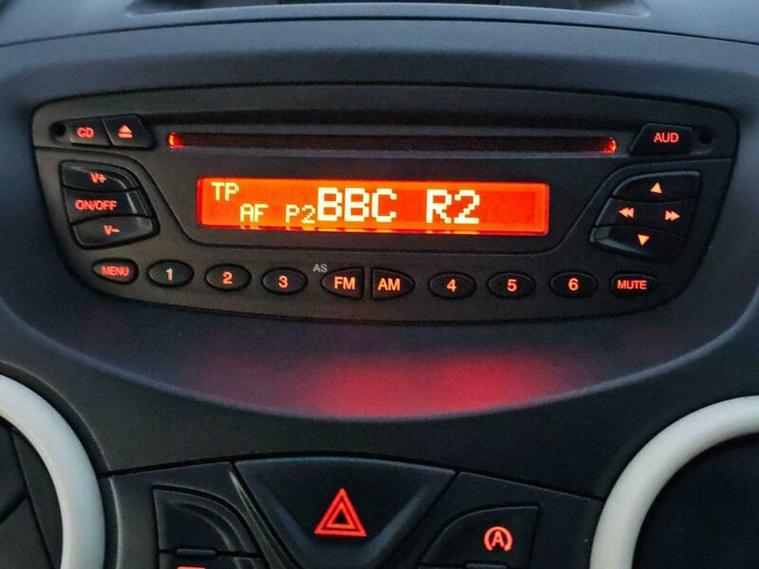 CD
AUD
TP
AF P2 BBC R2
V+
ON/OFF
V-
MENU 1 2 3 AS FM AM 4 5 6 MUTE
A